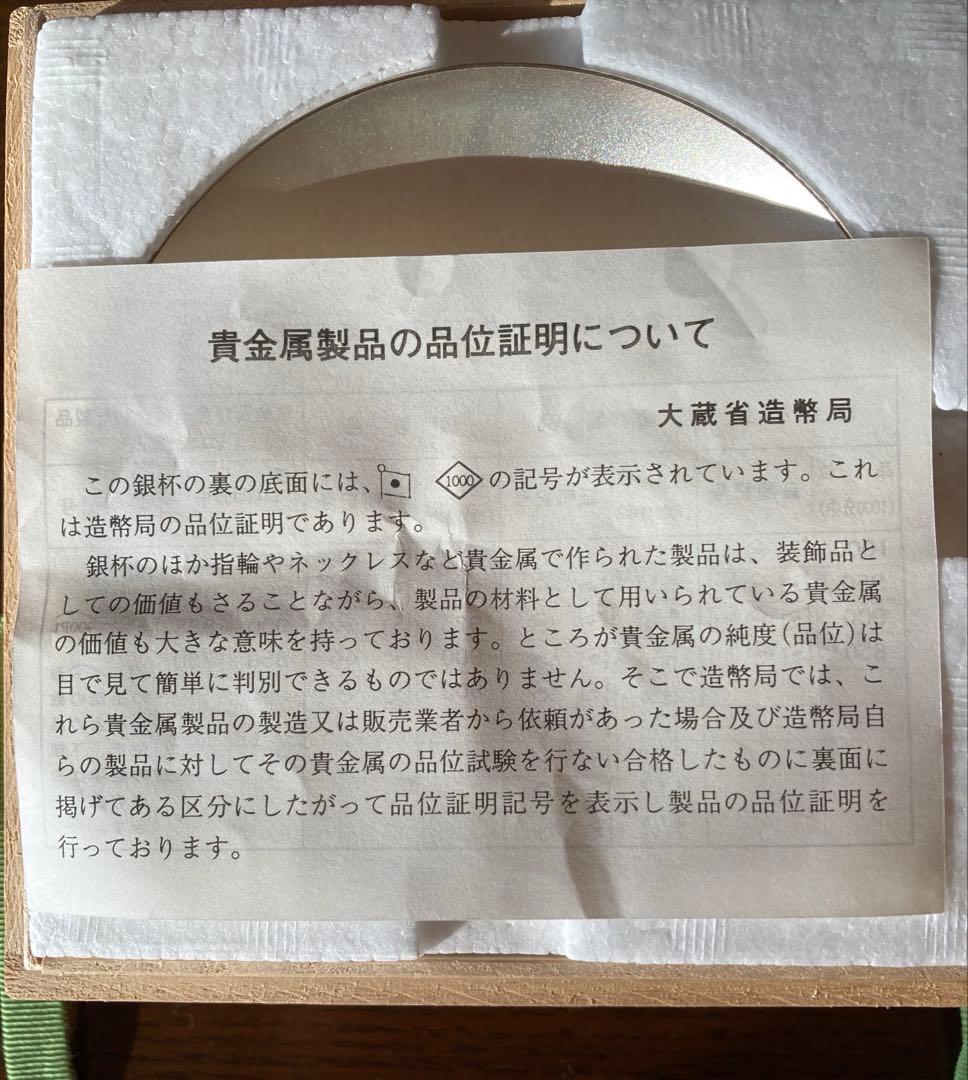 貴金属製品の品位証明について
大蔵省造幣局
この銀杯の裏の底面には、 1000 の記号が表示されています。これ
は造幣局の品位証明であります。
銀杯のほか指輪やネックレスなど貴金属で作られた製品は、装飾品と
しての価値もさることながら、製品の材料として用いられている貴金属
の価値も大きな意味を持っております。ところが貴金属の純度(品位)は
目で見て簡単に判別できるものではありません。そこで造幣局では、こ
れら貴金属製品の製造又は販売業者から依頼があった場合及び造幣局自
らの製品に対してその貴金属の品位試験を行ない合格したものに裏面に
掲げてある区分にしたがって品位証明記号を表示し製品の品位証明を
行っております。